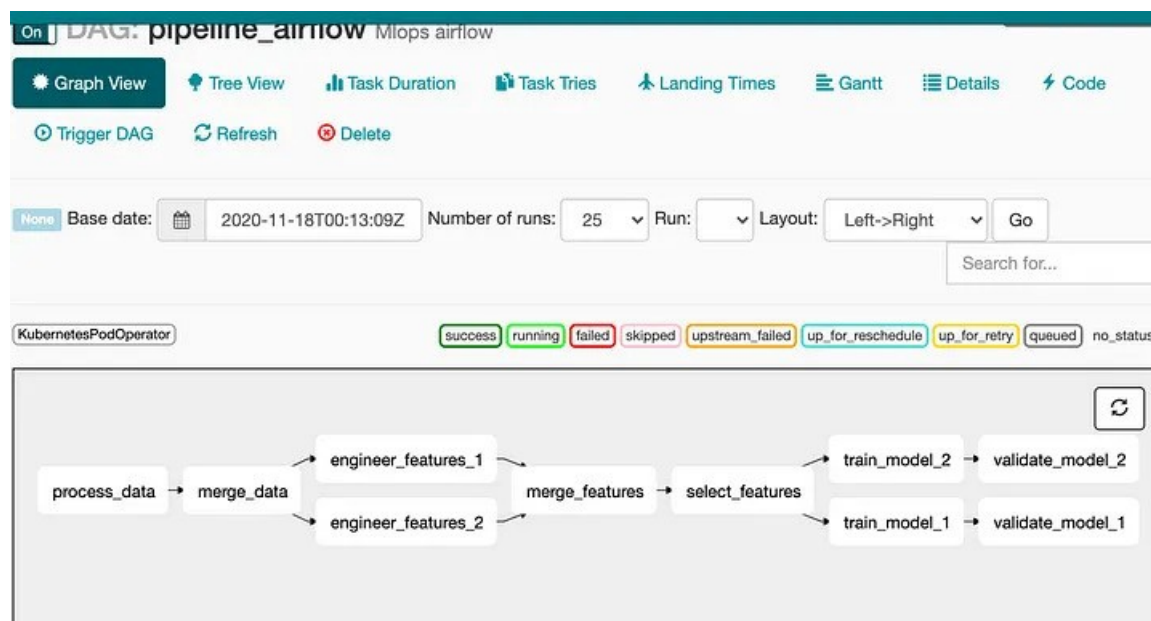 On DAG: pipeline_airflow Mlops airflow
Graph View Tree View Task Duration Task Tries Landing Times Gantt Details Code
Trigger DAG Refresh Delete
None Base date: 2020-11-18T00:13:09Z Number of runs: 25 Run: Layout: Left->Right Go
Search for...
KubernetesPodOperator success running failed skipped upstream_failed up_for_reschedule up_for_retry queued no_status
engineer_features_1 train_model_2 validate_model_2
process_data merge_data merge_features select_features
engineer_features_2 train_model_1 validate_model_1